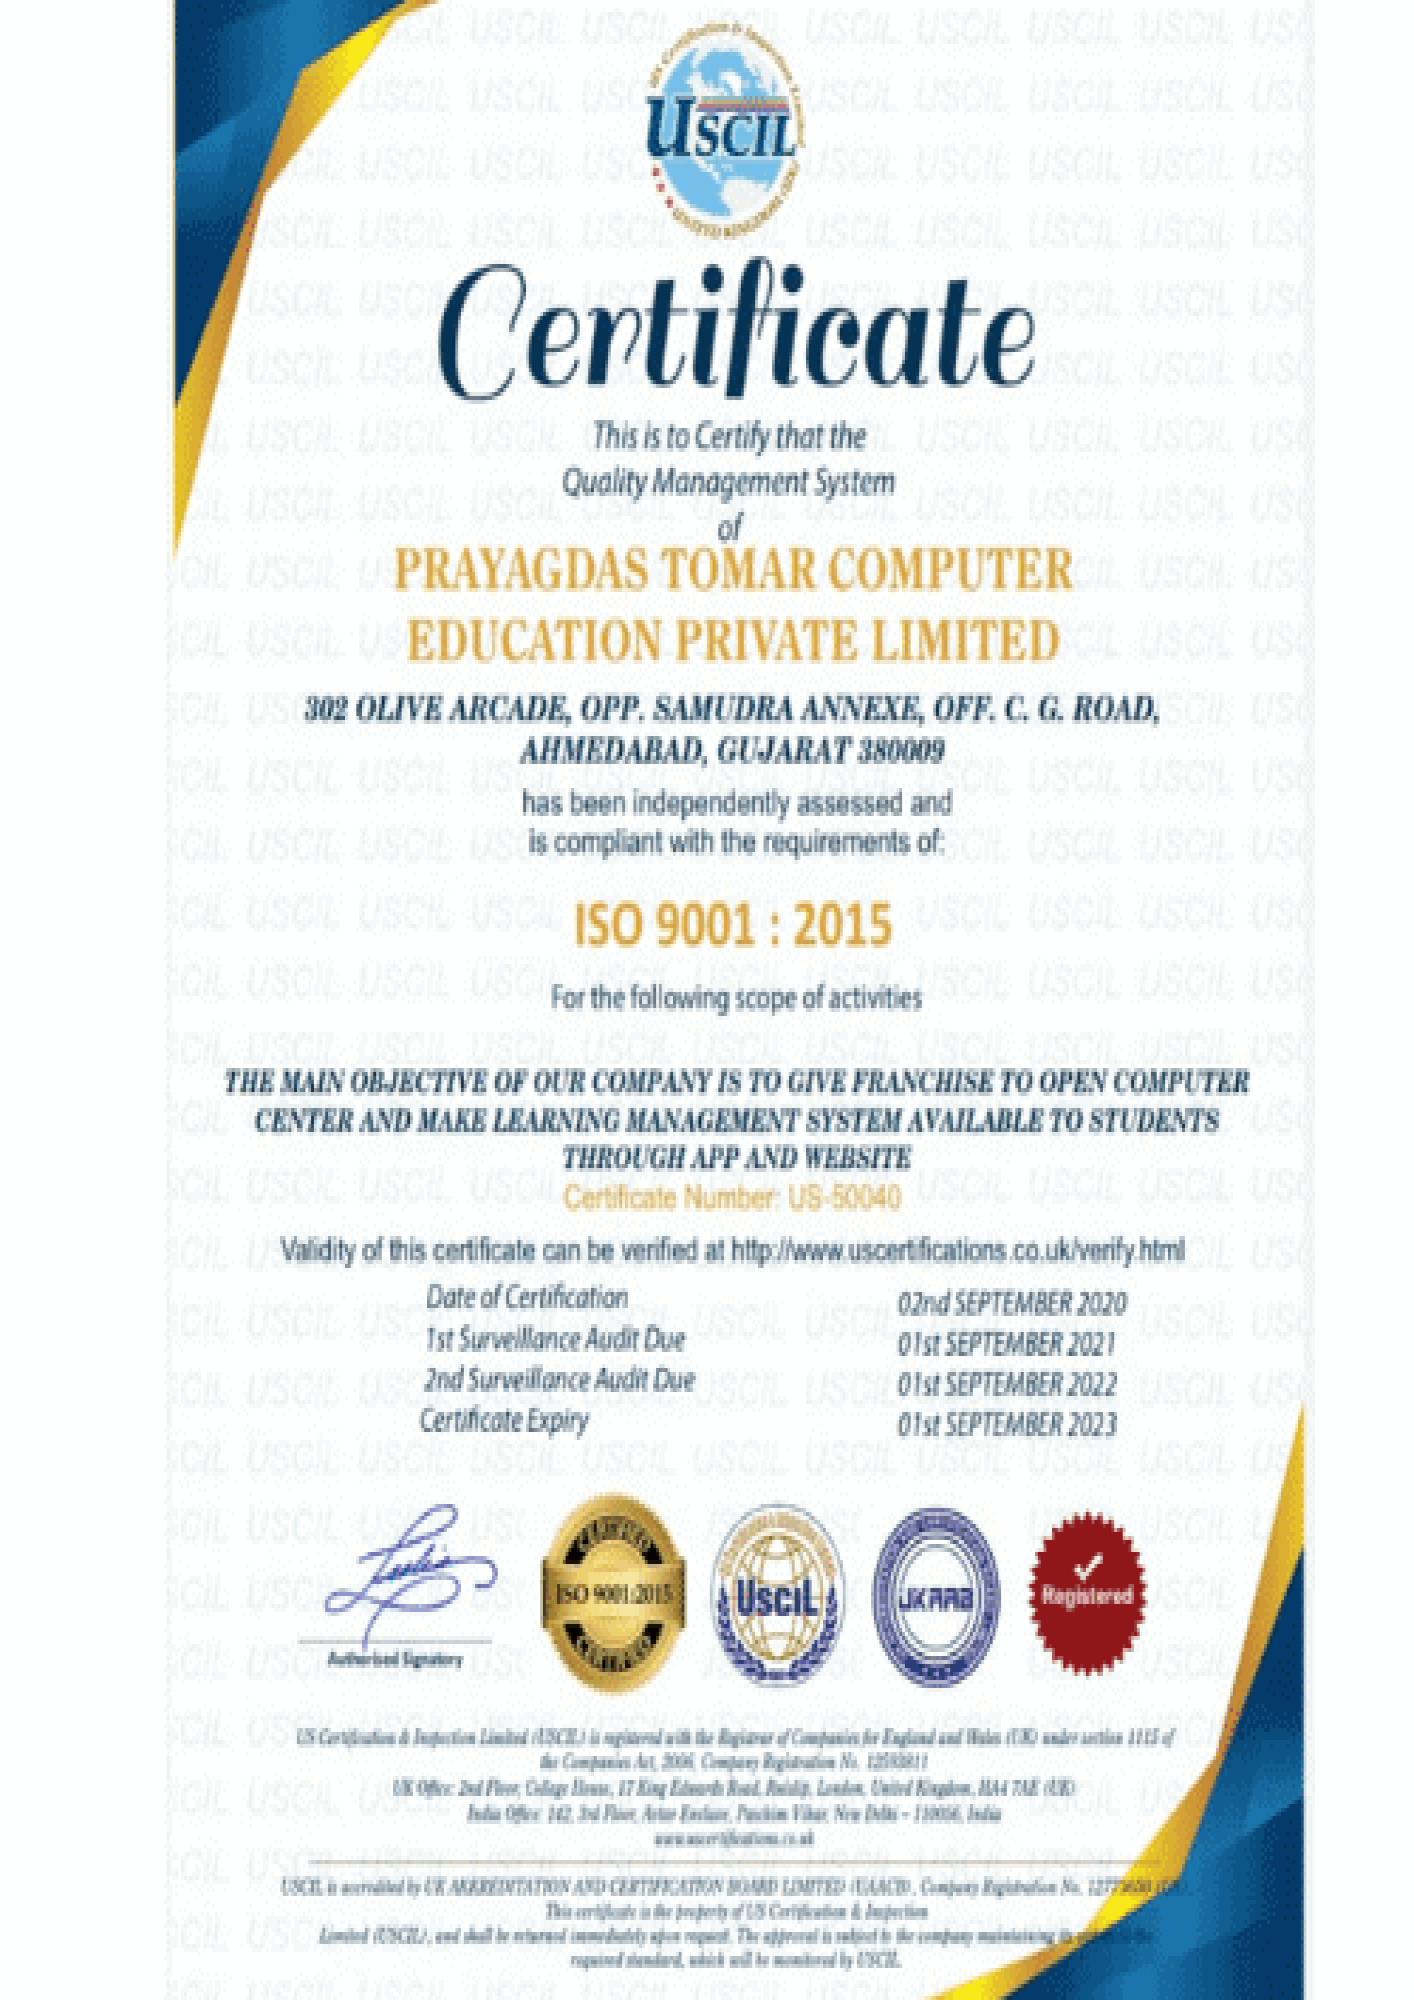 USCIL
Certificate
This is to Certify that the
Quality Management System
of
PRAYAGDAS TOMAR COMPUTER
EDUCATION PRIVATE LIMITED
302 OLIVE ARCADE, OPP. SAMUDRA ANNEXE, OFF. C. G. ROAD,
AHMEDABAD, GUJARAT 380009
has been independently assessed and
is compliant with the requirements of:
ISO 9001 : 2015
For the following scope of activities
THE MAIN OBJECTIVE OF OUR COMPANY IS TO GIVE FRANCHISE TO OPEN COMPUTER
CENTER AND MAKE LEARNING MANAGEMENT SYSTEM AVAILABLE TO STUDENTS
THROUGH APP AND WEBSITE
Certificate Number: US-50040
Validity of this certificate can be verified at http://www.uscertifications.co.uk/verify.html
Date of Certification 02nd SEPTEMBER 2020
1st Surveillance Audit Due 01st SEPTEMBER 2021
2nd Surveillance Audit Due 01st SEPTEMBER 2022
Certificate Expiry 01st SEPTEMBER 2023
ISO 9001:2015
USCIL
UKAAB
Registered
Authorised Signatory
US Certification & Inspection Limited (USCIL) is registered with the Registrar of Companies for England and Wales (UK) under section 1115 of
the Companies Act, 2006, Company Registration No.
UK Office: 2nd Floor, College House, 17 King Edwards Road, Ruislip, London, United Kingdom, HA4 7AE (UK)
India Office: 142, 3rd Floor, Paschim Vihar, New Delhi – India
www.uscertifications.co.uk
USCIL is accredited by UK AKREDITATION AND CERTIFICATION BOARD LIMITED Company Registration No.
This certificate is the property of US Certification & Inspection
Limited (USCIL), and shall be returned immediately upon request. The approval is subject to the company maintaining its
required standard, which will be monitored by USCIL.